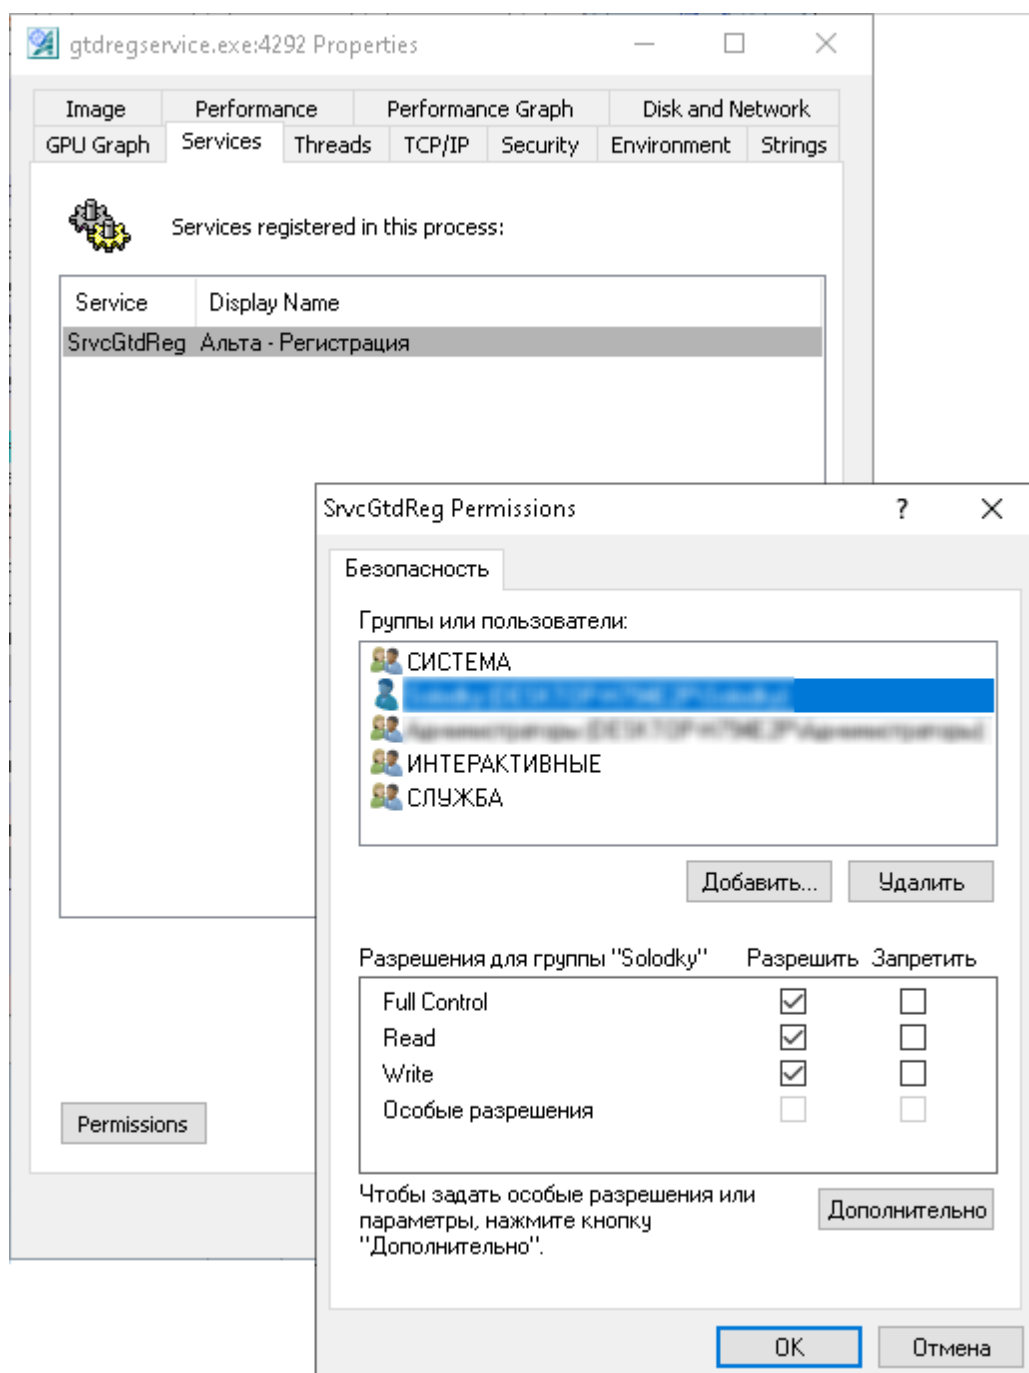 gtdregservice.exe:4292 Properties
Image Performance Performance Graph Disk and Network
GPU Graph Services Threads TCP/IP Security Environment Strings
Services registered in this process:
Service Display Name
SrvcGtdReg Альта - Регистрация
Permissions
SrvcGtdReg Permissions ?
Безопасность
Группы или пользователи:
СИСТЕМА
ИНТЕРАКТИВНЫЕ
СЛУЖБА
Добавить... Удалить
Разрешения для группы "Solodky" Разрешить Запретить
Full Control
Read
Write
Особые разрешения
Чтобы задать особые разрешения или
параметры, нажмите кнопку
"Дополнительно".
Дополнительно
OK Отмена